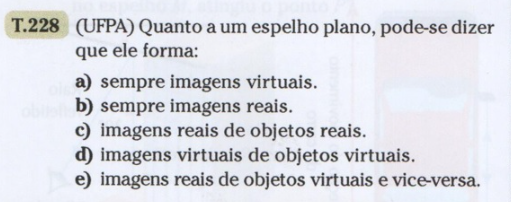 T.228 (UFPA) Quanto a um espelho plano, pode-se dizer
que ele forma:
a) sempre imagens virtuais.
b) sempre imagens reais.
c) imagens reais de objetos reais.
d) imagens virtuais de objetos virtuais.
e) imagens reais de objetos virtuais e vice-versa.